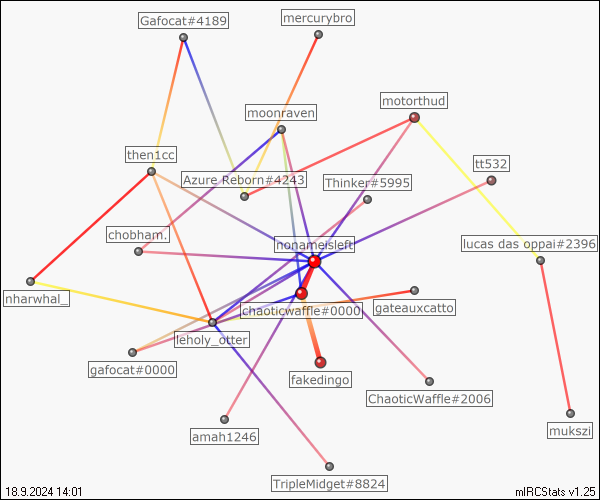 Gafocat#4189
mercurybro
motorthud
moonraven
then1cc
tt532
Azure Reborn#4243
Thinker#5995
chobham.
nonameisleft
lucas das oppai#2396
nharwhal_
chaoticwaffle#0000
gateauxcatto
leholy_otter
gafocat#0000
fakedingo
ChaoticWaffle#2006
amah1246
mukszi
TripleMidget#8824
18.9.2024 14:01
mIRCStats v1.25